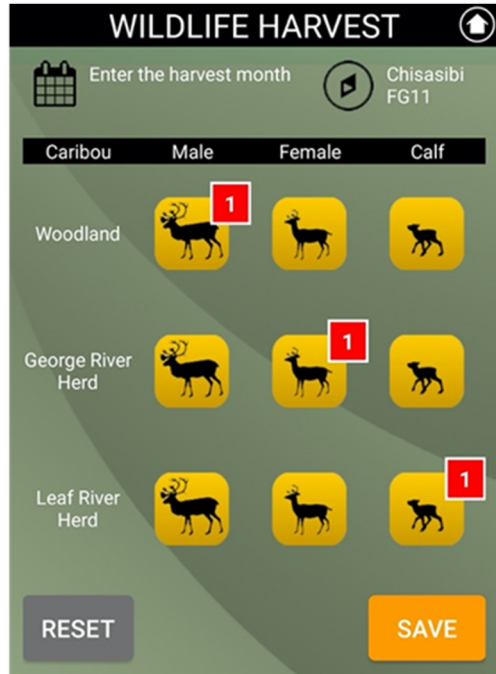 WILDLIFE HARVEST
Enter the harvest month
Chisasibi
FG11
Caribou Male Female Calf
1
Woodland
1
George River
Herd
1
Leaf River
Herd
RESET SAVE